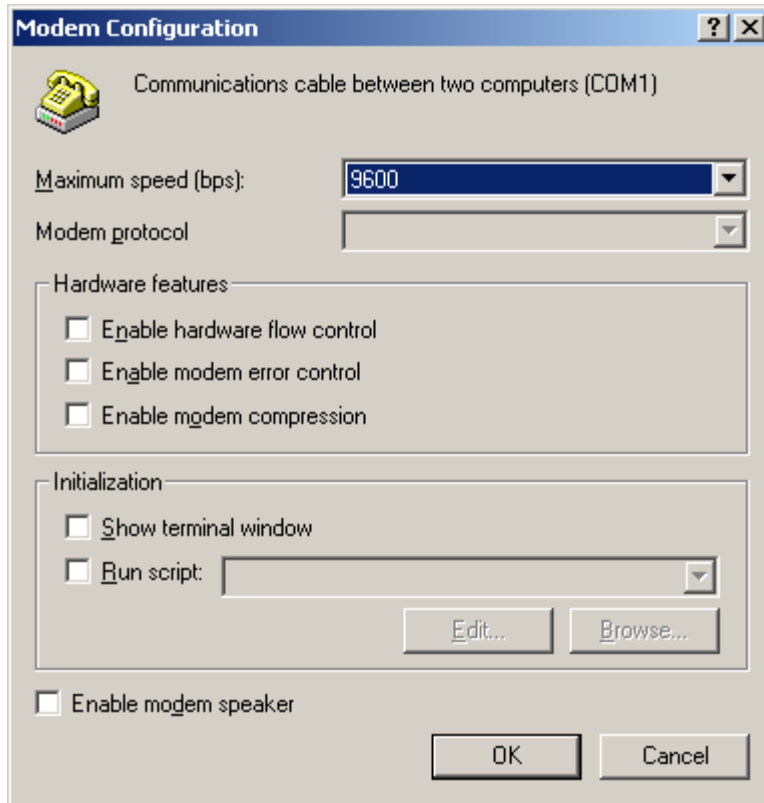 Modem Configuration
Communications cable between two computers (COM1)
Maximum speed (bps): 9600
Modem protocol
Hardware features
Enable hardware flow control
Enable modem error control
Enable modem compression
Initialization
Show terminal window
Run script:
Edit... Browse...
Enable modem speaker
OK Cancel